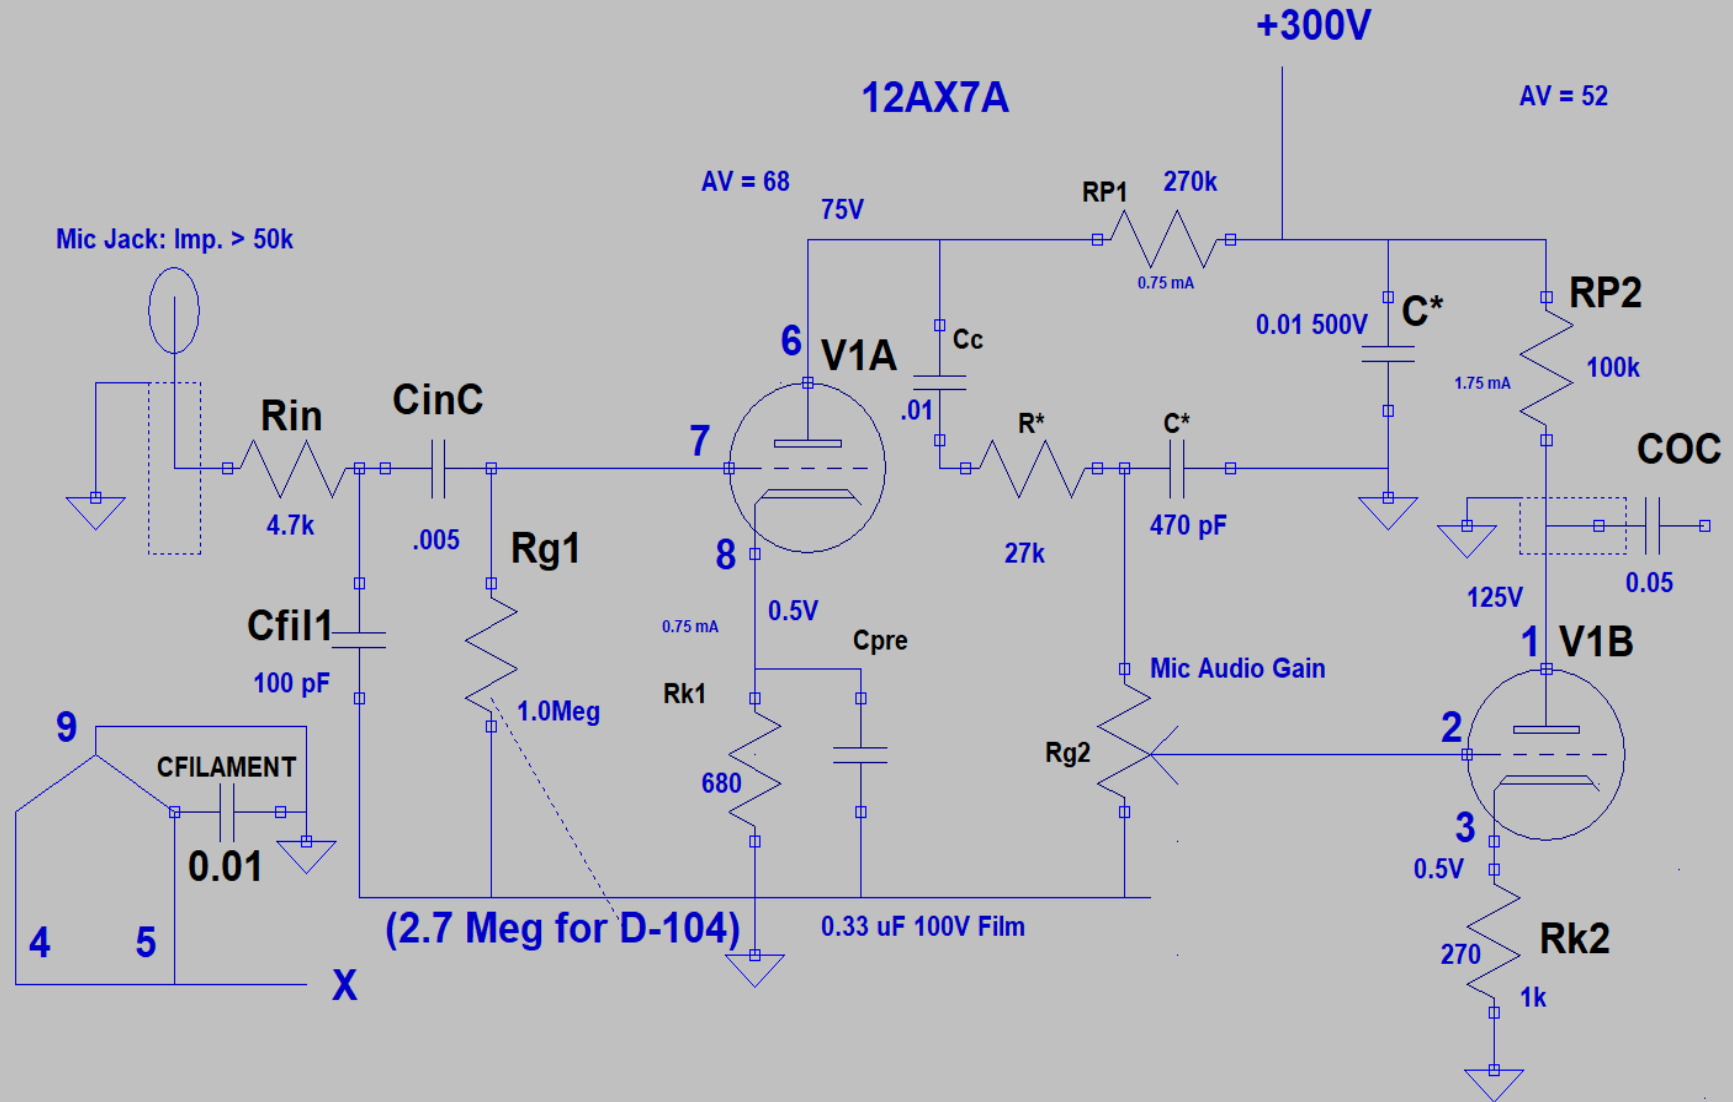 +300V
12AX7A
AV = 52
AV = 68
RP1
270k
75V
Mic Jack: Imp. > 50k
0.75 mA
RP2
0.01 500V
C*
6
V1A
Cc
100k
1.75 mA
Rin
CinC
.01
R*
C*
7
COC
4.7k
.005
Rg1
8
27k
470 pF
125V
0.05
Cfil1
0.75 mA
0.5V
Cpre
1
V1B
100 pF
Rk1
Mic Audio Gain
1.0Meg
9
CFILAMENT
680
Rg2
2
0.01
3
0.5V
4
5
(2.7 Meg for D-104)
0.33 uF 100V Film
270
Rk2
X
1k